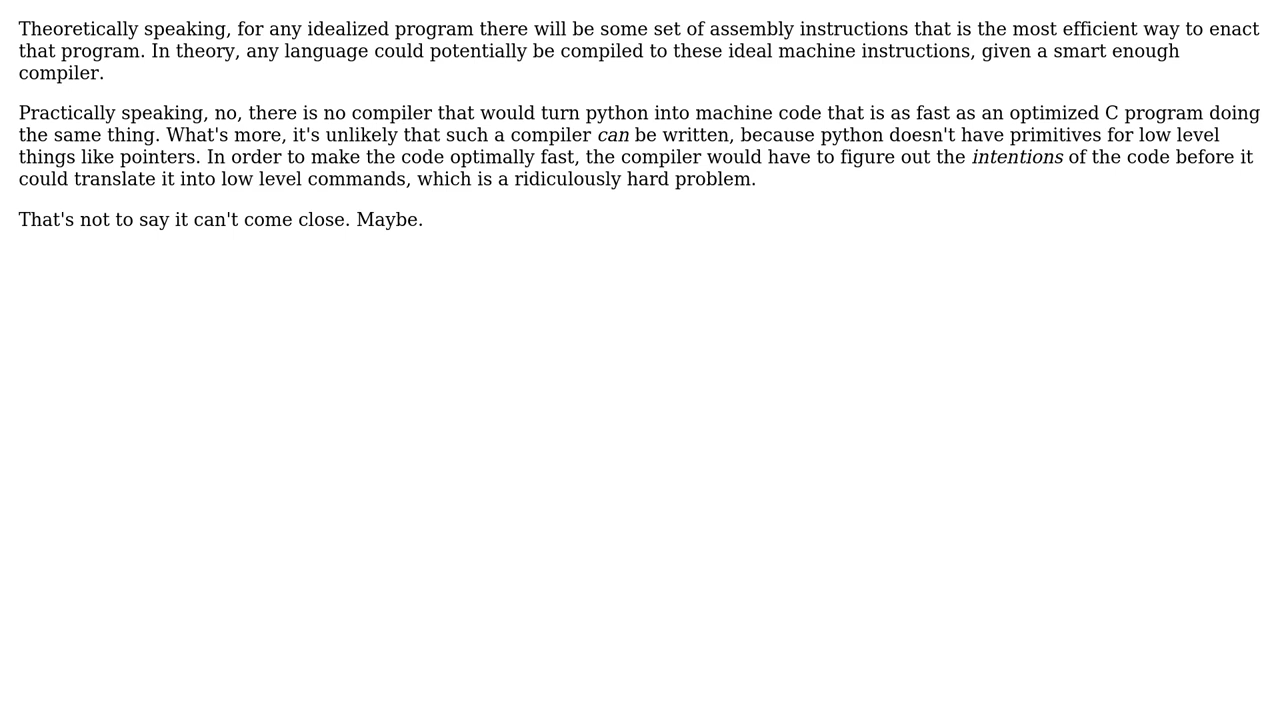 Theoretically speaking, for any idealized program there will be some set of assembly instructions that is the most efficient way to enact
that program. In theory, any language could potentially be compiled to these ideal machine instructions, given a smart enough
compiler.
Practically speaking, no, there is no compiler that would turn python into machine code that is as fast as an optimized C program doing
the same thing. What's more, it's unlikely that such a compiler can be written, because python doesn't have primitives for low level
things like pointers. In order to make the code optimally fast, the compiler would have to figure out the intentions of the code before it
could translate it into low level commands, which is a ridiculously hard problem.
That's not to say it can't come close. Maybe.